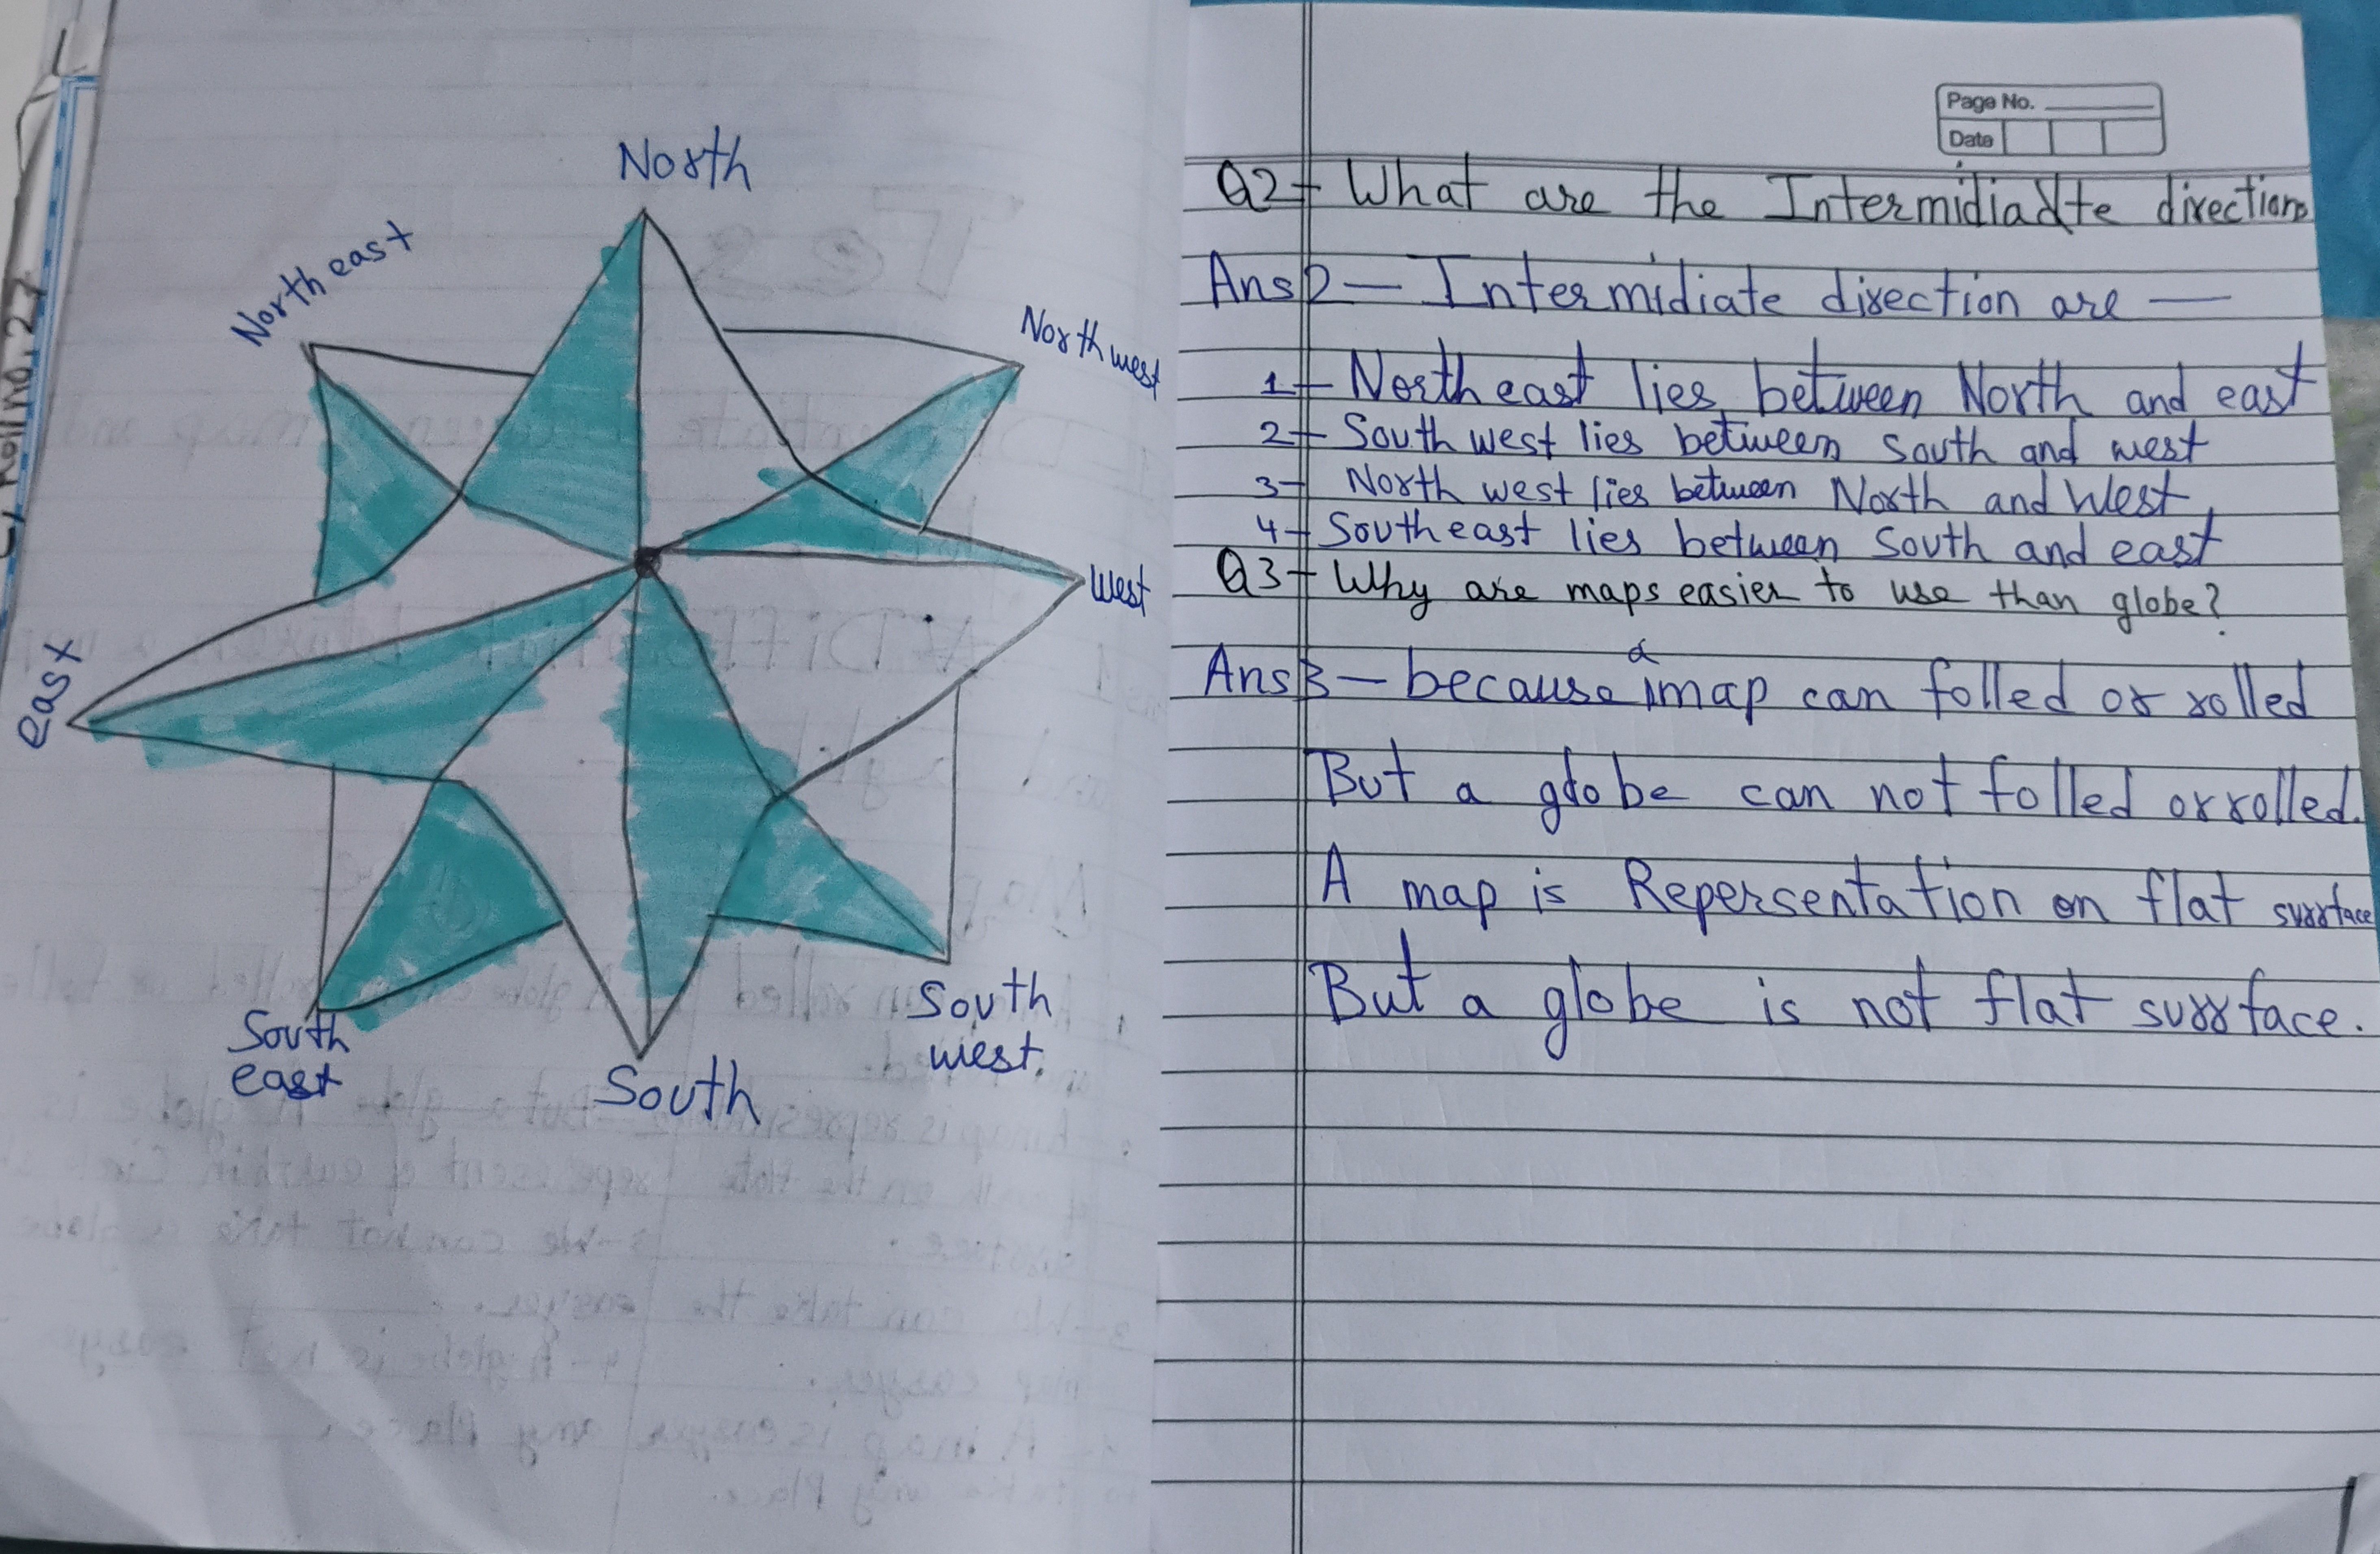 North
North east
North west
West
east
South
east
South
South
west.
Roll no. 27
Page No.
Date
Q2 - What are the Intermidiadte directions
Ans 2 - Intermidiate direction are -
1 - North east lies between North and east
2 - South west lies between South and west
3 - North west lies between North and West
4 - South east lies between South and east
Q3 - Why are maps easier to use than globe?
Ans 3 - because a map can folled or rolled
But a globe can not folled or rolled.
A map is Repersentation on flat surrface
But a globe is not flat surrface.